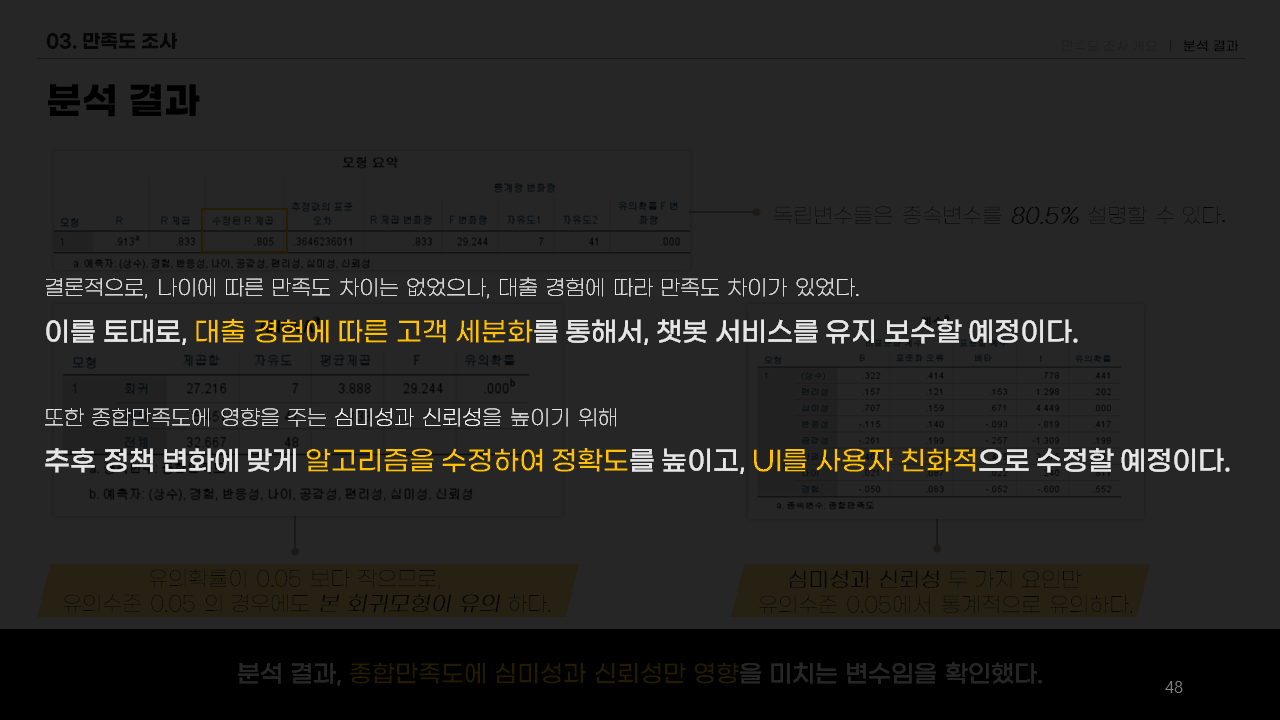 03. 만족도 조사
만족도 조사 개요 | 분석 결과
분석 결과
모형 요약
통계량 변화량
모형 R R 제곱 수정된 R 제곱 추정값의 표준 오차 R 제곱 변화량 F 변화량 자유도1 자유도2 유의확률 F 변화량
1 .913a .833 .805 .3646236011 .833 29.244 7 41 .000
a. 예측자: (상수), 경험, 반응성, 나이, 공감성, 편리성, 심미성, 신뢰성
독립변수들은 종속변수를 80.5% 설명할 수 있다.
결론적으로, 나이에 따른 만족도 차이는 없었으나, 대출 경험에 따라 만족도 차이가 있었다.
이를 토대로, 대출 경험에 따른 고객 세분화를 통해서, 챗봇 서비스를 유지 보수할 예정이다.
모형 제곱합 자유도 평균제곱 F 유의확률
1 회귀 27.216 7 3.888 29.244 .000b
전체 32.667 48
b. 예측자: (상수), 경험, 반응성, 나이, 공감성, 편리성, 심미성, 신뢰성
모형 B 표준화 오류 베타 t 유의확률
1 (상수) .322 .414 .778 .441
편리성 .157 .121 .153 1.298 .202
심미성 .707 .159 .671 4.449 .000
반응성 -.115 .140 -.093 -.819 .417
공감성 -.261 .199 -.257 -1.309 .198
경험 -.050 .083 -.052 -.600 .552
a. 종속변수: 종합만족도
또한 종합만족도에 영향을 주는 심미성과 신뢰성을 높이기 위해
추후 정책 변화에 맞게 알고리즘을 수정하여 정확도를 높이고, UI를 사용자 친화적으로 수정할 예정이다.
유의확률이 0.05 보다 작으므로,
유의수준 0.05 의 경우에도 본 회귀모형이 유의 하다.
심미성과 신뢰성 두 가지 요인만
유의수준 0.05에서 통계적으로 유의하다.
분석 결과, 종합만족도에 심미성과 신뢰성만 영향을 미치는 변수임을 확인했다.
48